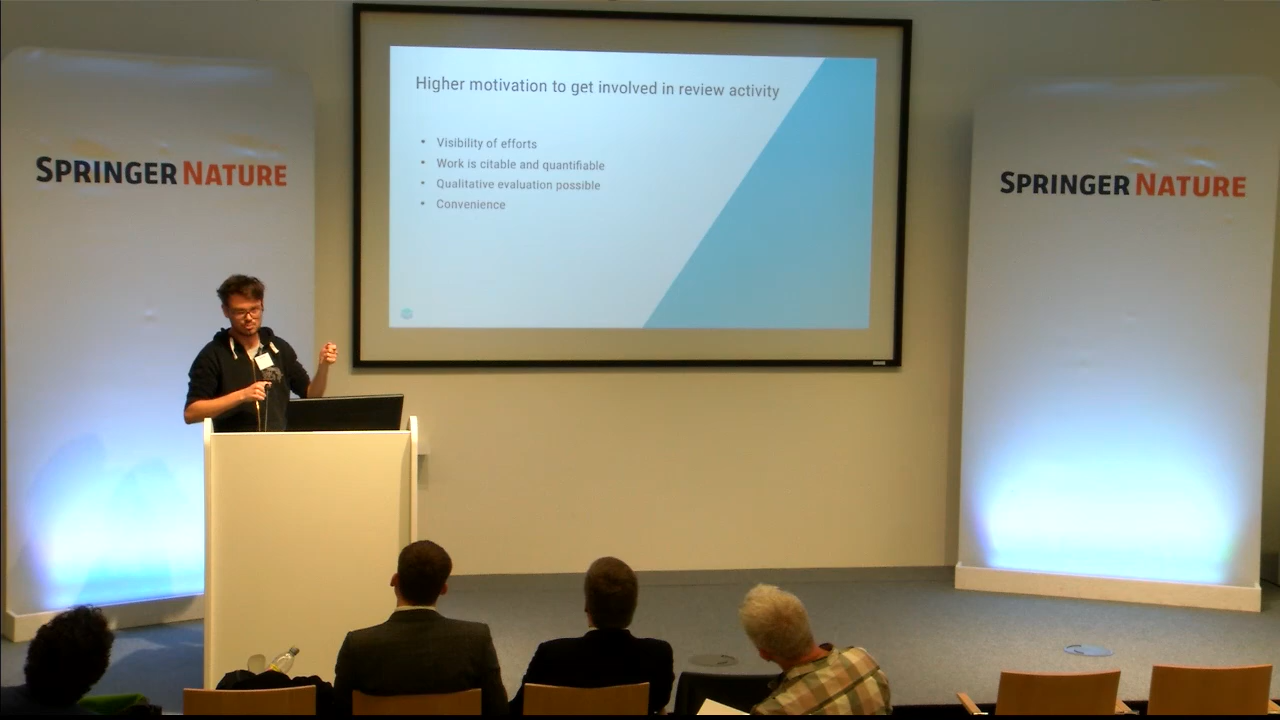 SPRINGER NATURE
Higher motivation to get involved in review activity
• Visibility of efforts
• Work is citable and quantifiable
• Qualitative evaluation possible
• Convenience
SPRINGER NATURE